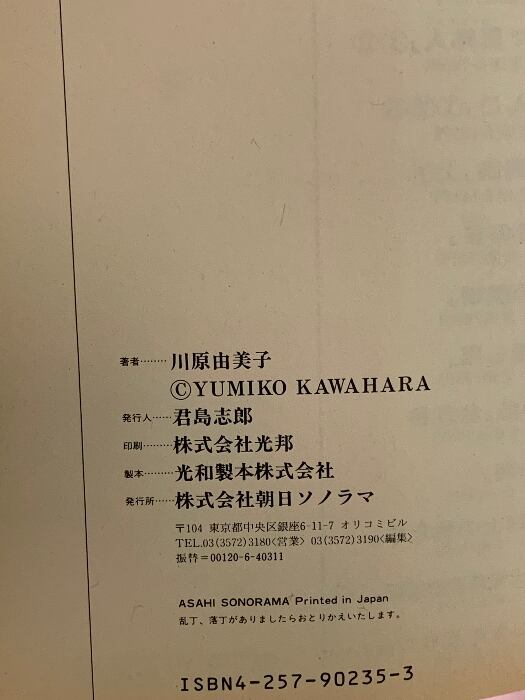 著者………川原由美子
©YUMIKO KAWAHARA
発行人……君島志郎
印刷………株式会社光邦
製本………光和製本株式会社
発行所……株式会社朝日ソノラマ
〒104 東京都中央区銀座6-11-7 オリコミビル
TEL.03(3572)3180〈営業〉 03(3572)3190〈編集〉
振替＝00120-6-40311
ASAHI SONORAMA Printed in Japan
乱丁、落丁がありましたらおとりかえいたします。
ISBN4-257-90235-3